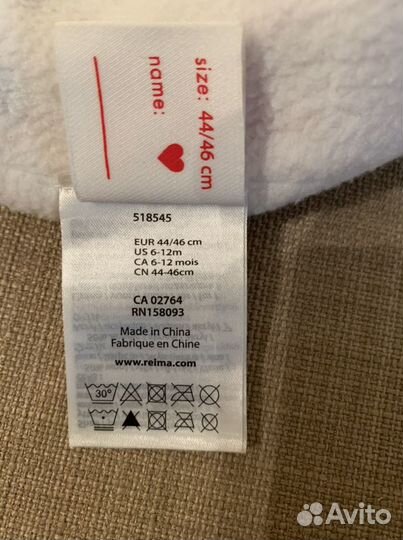 size: 44/46 cm
name:
518545
EUR 44/46 cm
US 6-12m
CA 6-12 mois
CN 44-46cm
CA 02764
RN158093
Made in China
Fabrique en Chine
www.reima.com
30°
Avito